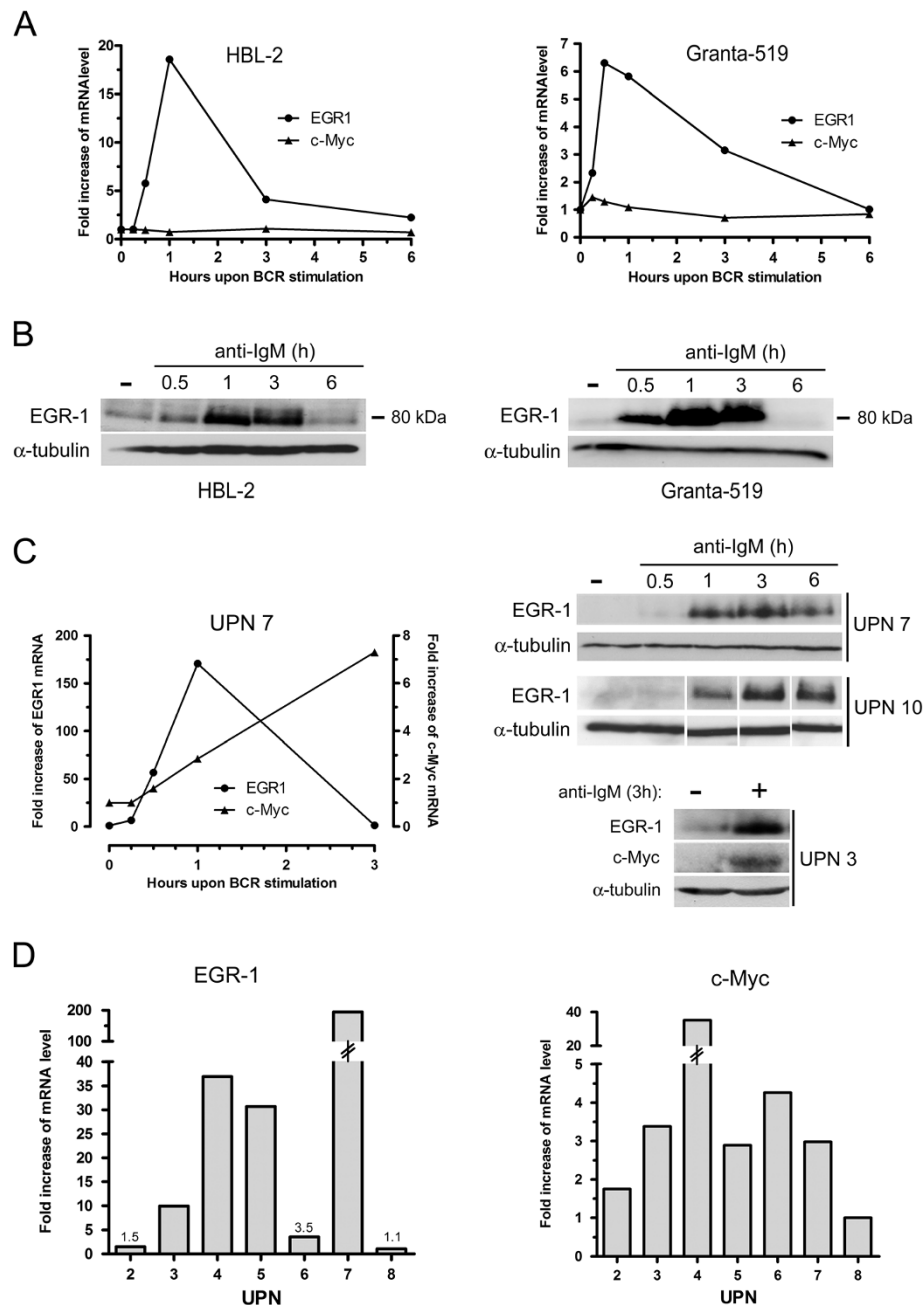 A
HBL-2
Fold increase of mRNAlevel
20
15
10
5
0
EGR1
c-Myc
0 1 2 3 4 5 6
Hours upon BCR stimulation
Granta-519
Fold increase of mRNAlevel
7
6
5
4
3
2
1
0
EGR1
c-Myc
0 1 2 3 4 5 6
Hours upon BCR stimulation
B
anti-IgM (h)
– 0.5 1 3 6
EGR-1
80 kDa
α-tubulin
HBL-2
anti-IgM (h)
– 0.5 1 3 6
EGR-1
80 kDa
α-tubulin
Granta-519
C
UPN 7
Fold increase of EGR1 mRNA
200
175
150
125
100
75
50
25
0
8
6
4
2
0
Fold increase of c-Myc mRNA
EGR1
c-Myc
0 1 2 3
Hours upon BCR stimulation
anti-IgM (h)
– 0.5 1 3 6
EGR-1
α-tubulin
UPN 7
EGR-1
α-tubulin
UPN 10
anti-IgM (3h): – +
EGR-1
c-Myc
α-tubulin
UPN 3
D
EGR-1
Fold increase of mRNA level
200
100
40
35
30
25
20
15
10
5
0
1.5
3.5
1.1
2 3 4 5 6 7 8
UPN
c-Myc
Fold increase of mRNA level
40
20
5
4
3
2
1
0
2 3 4 5 6 7 8
UPN